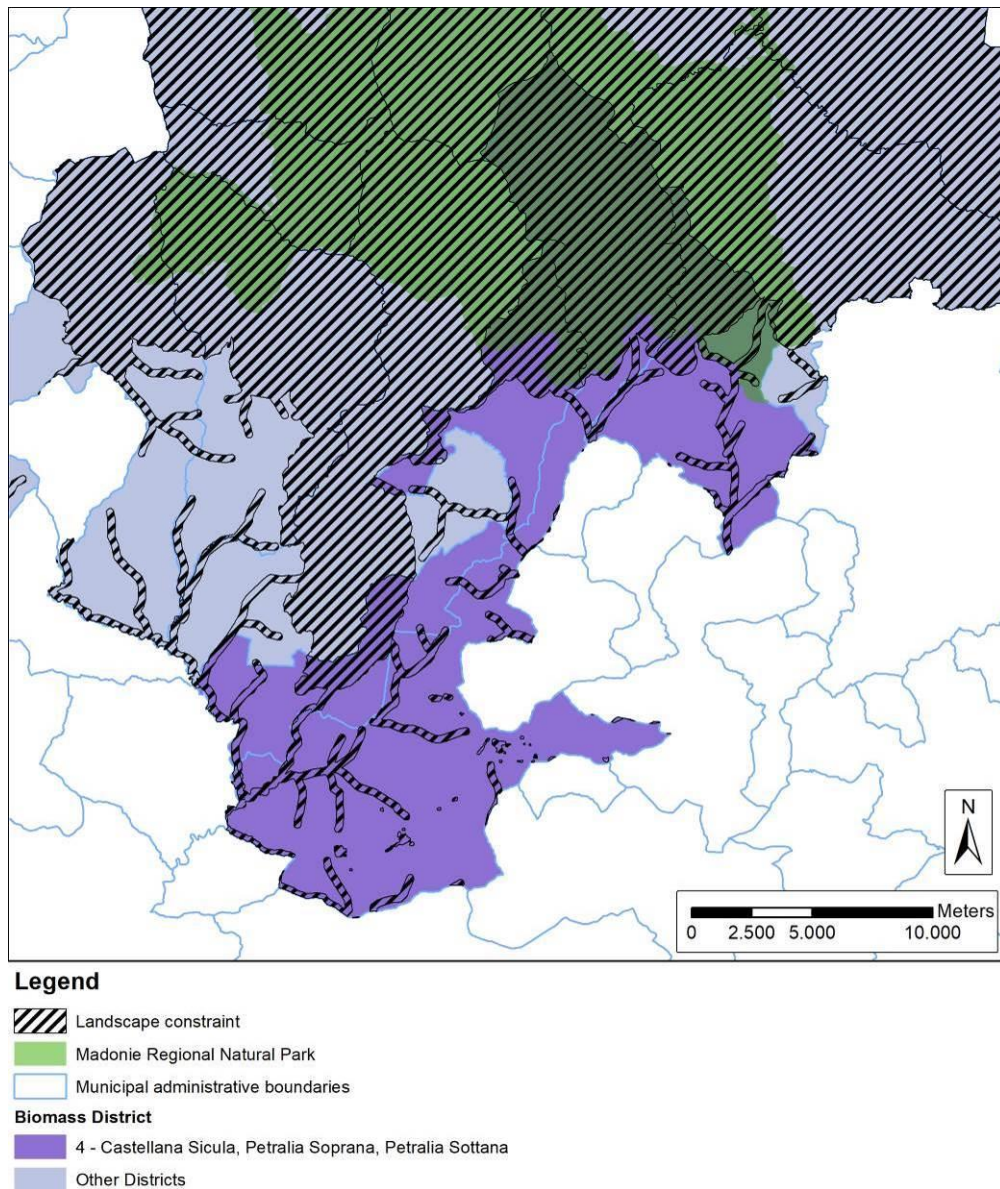 N
Meters
0 2.500 5.000 10.000
Legend
Landscape constraint
Madonie Regional Natural Park
Municipal administrative boundaries
Biomass District
4 - Castellana Sicula, Petralia Soprana, Petralia Sottana
Other Districts